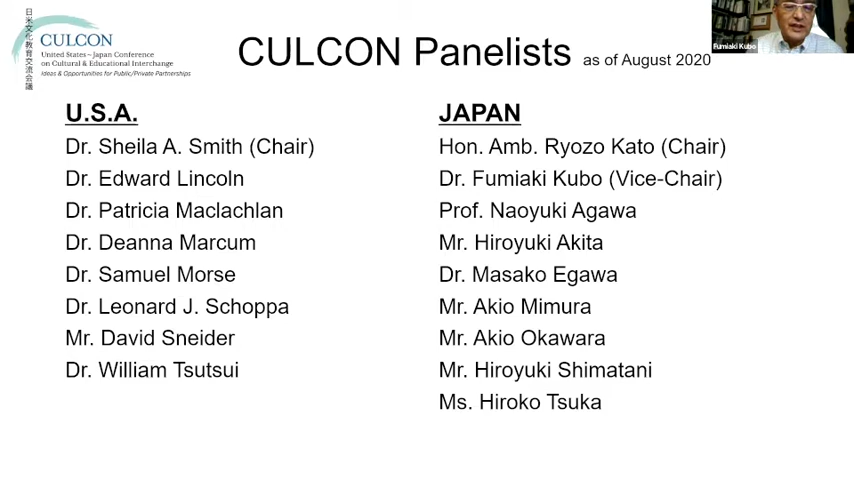 日米文化教育交流会議
CULCON
United States~Japan Conference
on Cultural & Educational Interchange
Ideas & Opportunities for Public/Private Partnerships
CULCON Panelists as of August 2020
Fumiaki Kubo
U.S.A.
Dr. Sheila A. Smith (Chair)
Dr. Edward Lincoln
Dr. Patricia Maclachlan
Dr. Deanna Marcum
Dr. Samuel Morse
Dr. Leonard J. Schoppa
Mr. David Sneider
Dr. William Tsutsui
JAPAN
Hon. Amb. Ryozo Kato (Chair)
Dr. Fumiaki Kubo (Vice-Chair)
Prof. Naoyuki Agawa
Mr. Hiroyuki Akita
Dr. Masako Egawa
Mr. Akio Mimura
Mr. Akio Okawara
Mr. Hiroyuki Shimatani
Ms. Hiroko Tsuka